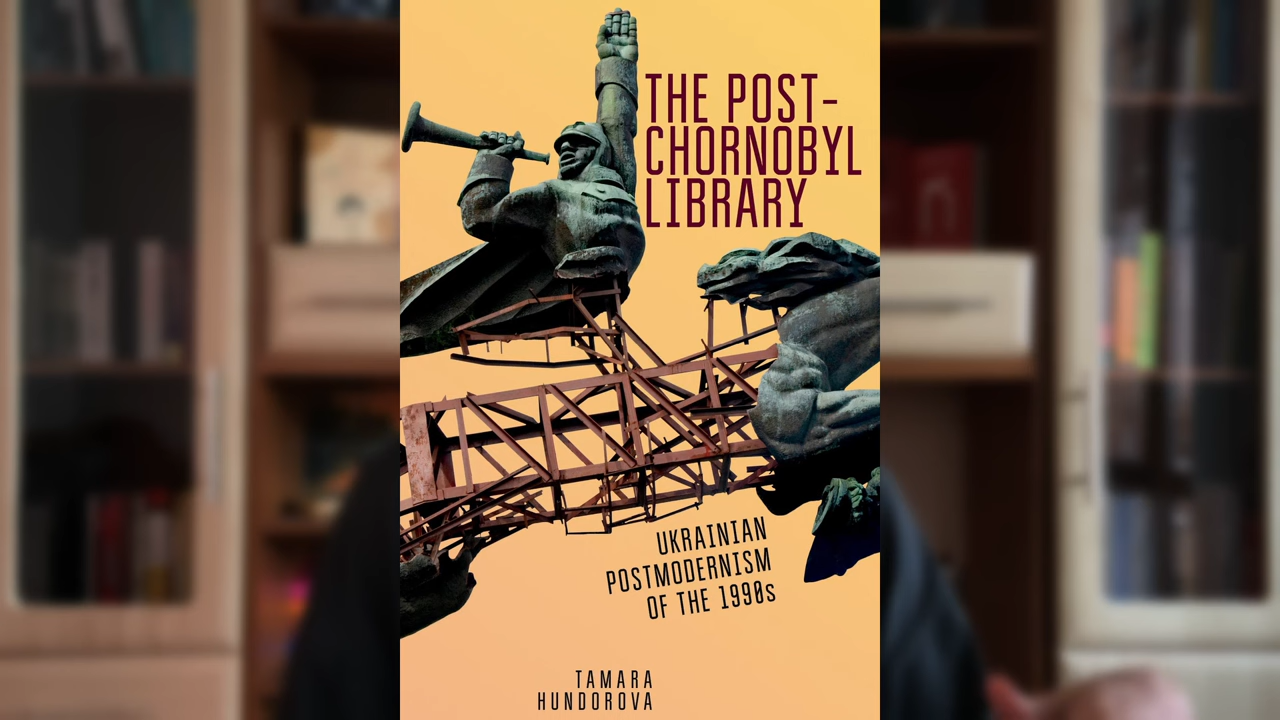 THE POST-
CHORNOBYL
LIBRARY
UKRAINIAN
POSTMODERNISM
OF THE 1990s
TAMARA
HUNDOROVA